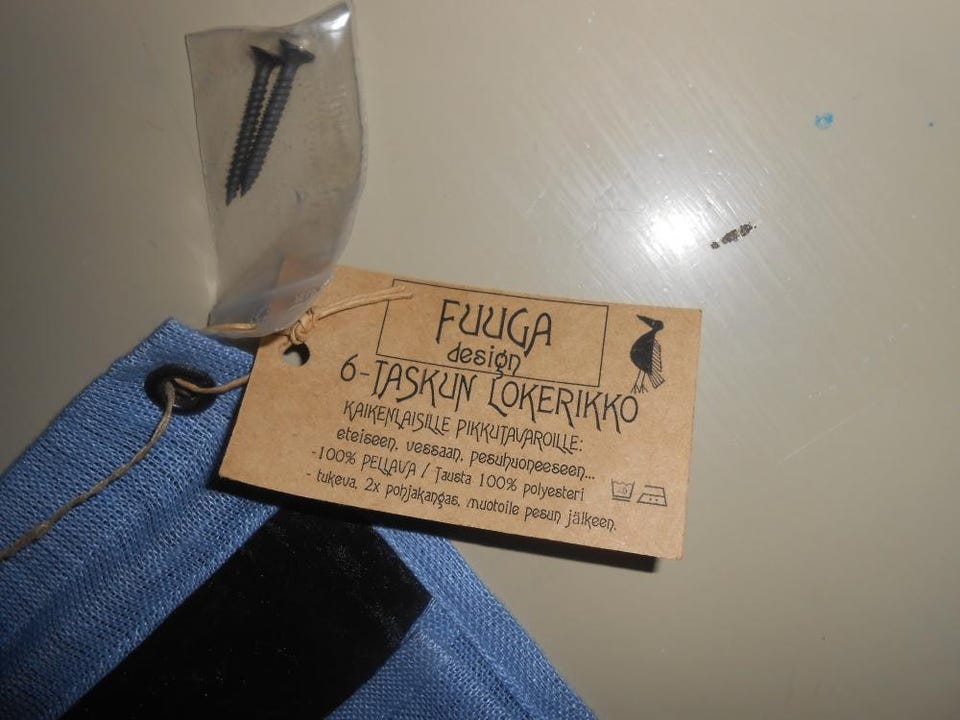 FUUGA
design
6-TASKUN LOKERIKKO
KAIKENLAISILLE PIKKUTAVAROILLE:
eteiseen, vessaan, pesuhuoneeseen...
-100% PELLAVA / Tausta 100% polyesteri
- tukeva, 2x pohjakangas, muotoile pesun jälkeen.